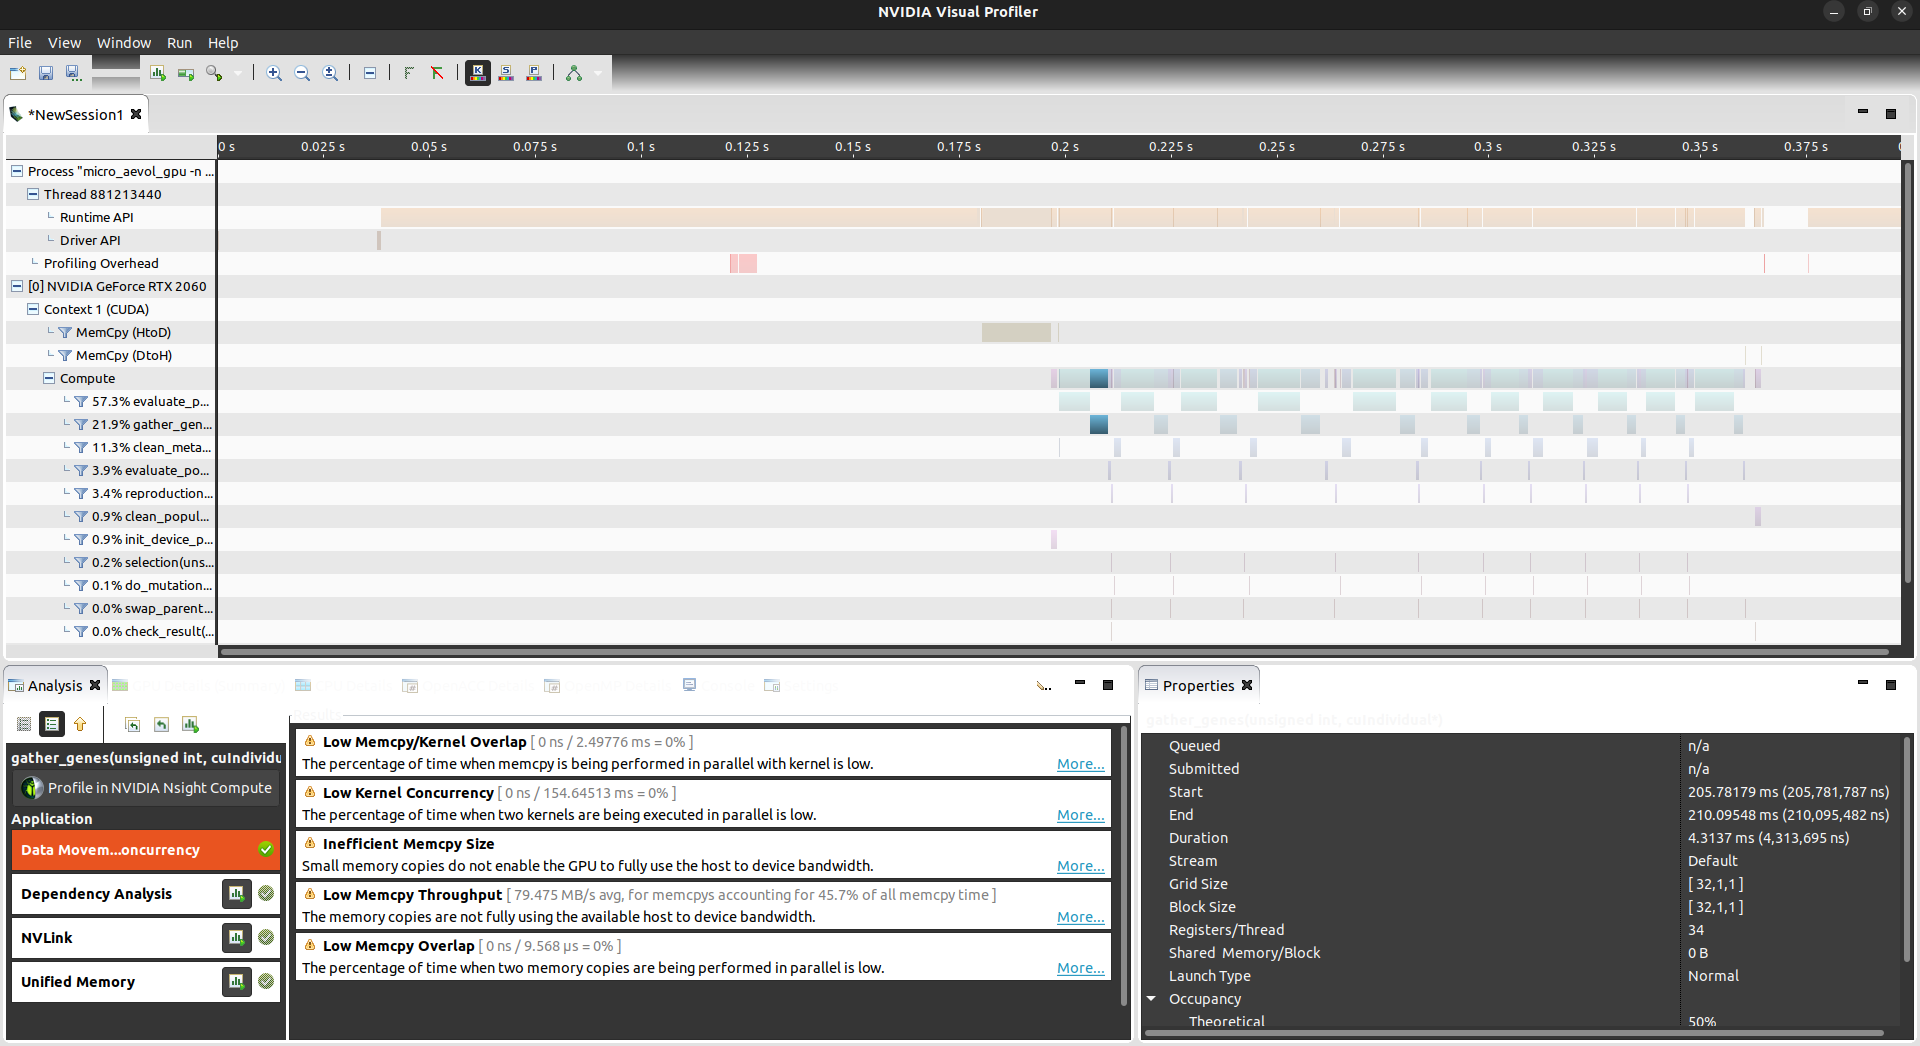 NVIDIA Visual Profiler
File View Window Run Help
*NewSession1
0 s 0.025 s 0.05 s 0.075 s 0.1 s 0.125 s 0.15 s 0.175 s 0.2 s 0.225 s 0.25 s 0.275 s 0.3 s 0.325 s 0.35 s 0.375 s
Process "micro_aevol_gpu -n ...
Thread 881213440
Runtime API
Driver API
Profiling Overhead
[0] NVIDIA GeForce RTX 2060
Context 1 (CUDA)
MemCpy (HtoD)
MemCpy (DtoH)
Compute
57.3% evaluate_p...
21.9% gather_gen...
11.3% clean_meta...
3.9% evaluate_po...
3.4% reproduction...
0.9% clean_popul...
0.9% init_device_p...
0.2% selection(uns...
0.1% do_mutation...
0.0% swap_parent...
0.0% check_result(...
Analysis
gather_genes(unsigned int, cuIndividu
Profile in NVIDIA Nsight Compute
Application
Data Movem...oncurrency
Dependency Analysis
NVLink
Unified Memory
Results
Low Memcpy/Kernel Overlap [ 0 ns / 2.49776 ms = 0% ]
The percentage of time when memcpy is being performed in parallel with kernel is low. More...
Low Kernel Concurrency [ 0 ns / 154.64513 ms = 0% ]
The percentage of time when two kernels are being executed in parallel is low. More...
Inefficient Memcpy Size
Small memory copies do not enable the GPU to fully use the host to device bandwidth. More...
Low Memcpy Throughput [ 79.475 MB/s avg, for memcpys accounting for 45.7% of all memcpy time ]
The memory copies are not fully using the available host to device bandwidth. More...
Low Memcpy Overlap [ 0 ns / 9.568 µs = 0% ]
The percentage of time when two memory copies are being performed in parallel is low. More...
Properties
gather_genes(unsigned int, cuIndividual*)
Queued n/a
Submitted n/a
Start 205.78179 ms (205,781,787 ns)
End 210.09548 ms (210,095,482 ns)
Duration 4.3137 ms (4,313,695 ns)
Stream Default
Grid Size [ 32,1,1 ]
Block Size [ 32,1,1 ]
Registers/Thread 34
Shared Memory/Block 0 B
Launch Type Normal
Occupancy
Theoretical 50%